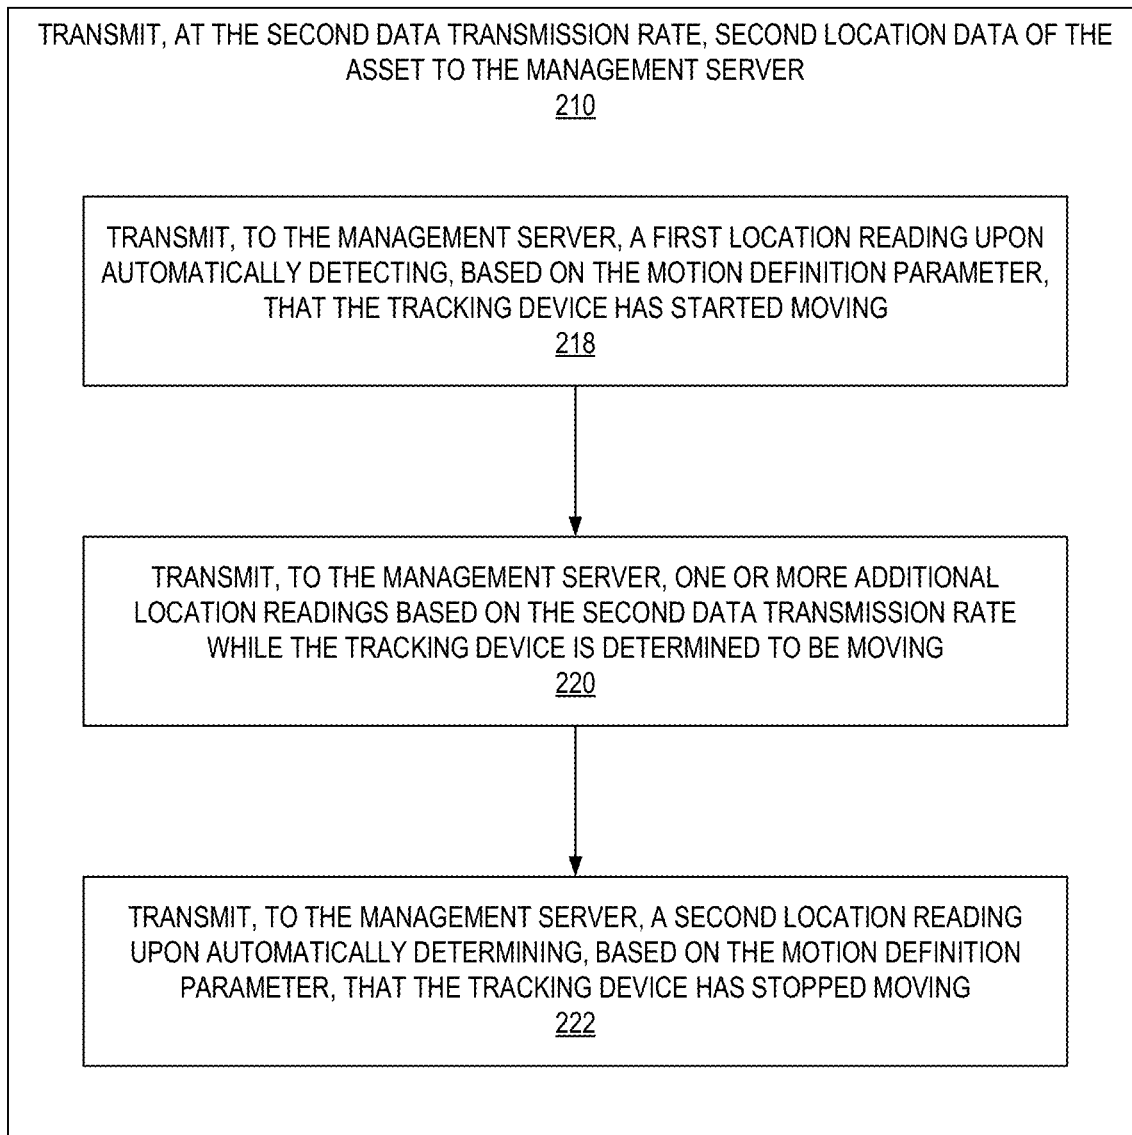 TRANSMIT, AT THE SECOND DATA TRANSMISSION RATE, SECOND LOCATION DATA OF THE
ASSET TO THE MANAGEMENT SERVER
210
TRANSMIT, TO THE MANAGEMENT SERVER, A FIRST LOCATION READING UPON
AUTOMATICALLY DETECTING, BASED ON THE MOTION DEFINITION PARAMETER,
THAT THE TRACKING DEVICE HAS STARTED MOVING
218
TRANSMIT, TO THE MANAGEMENT SERVER, ONE OR MORE ADDITIONAL
LOCATION READINGS BASED ON THE SECOND DATA TRANSMISSION RATE
WHILE THE TRACKING DEVICE IS DETERMINED TO BE MOVING
220
TRANSMIT, TO THE MANAGEMENT SERVER, A SECOND LOCATION READING
UPON AUTOMATICALLY DETERMINING, BASED ON THE MOTION DEFINITION
PARAMETER, THAT THE TRACKING DEVICE HAS STOPPED MOVING
222